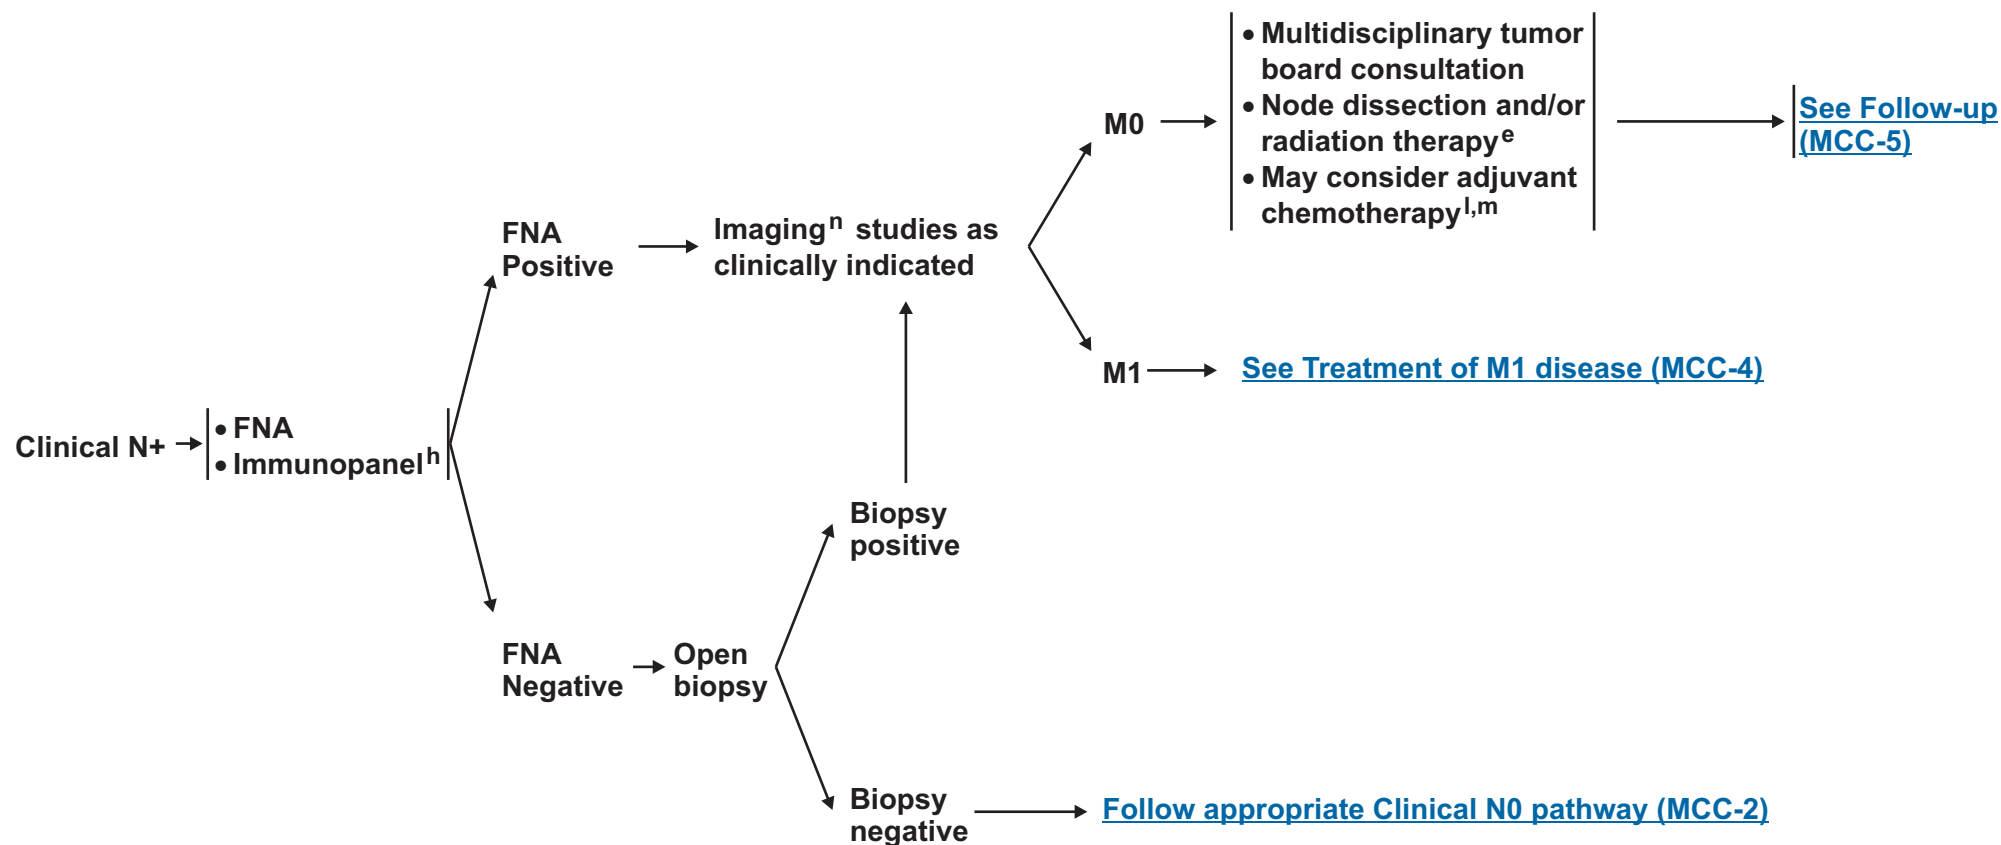 Clinical N+
• FNA
• Immunopanel h
FNA
Positive
Imaging n studies as
clinically indicated
M0
• Multidisciplinary tumor
board consultation
• Node dissection and/or
radiation therapy e
• May consider adjuvant
chemotherapy l,m
See Follow-up
(MCC-5)
M1
See Treatment of M1 disease (MCC-4)
FNA
Negative
Open
biopsy
Biopsy
positive
Biopsy
negative
Follow appropriate Clinical N0 pathway (MCC-2)